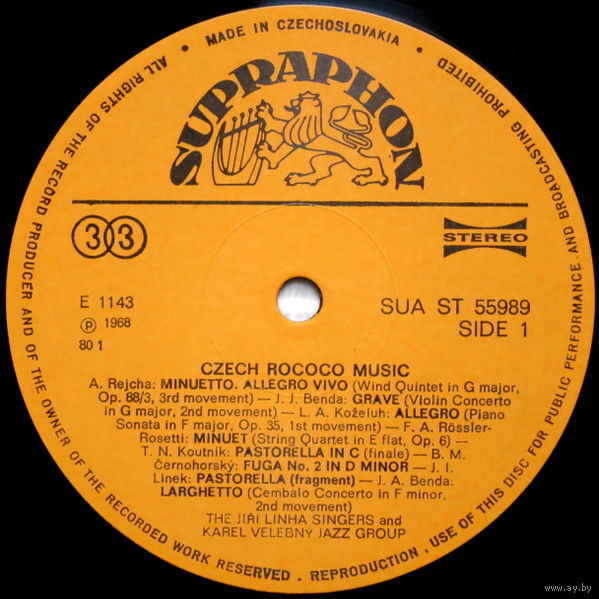 • MADE IN CZECHOSLOVAKIA •
ALL RIGHTS OF THE RECORD PRODUCER AND OF THE OWNER OF THE RECORDED WORK RESERVED . REPRODUCTION , USE OF THIS DISC FOR PUBLIC PERFORMANCE AND BROADCASTING PROHIBITED
SUPRAPHON
33
STEREO
E 1143
Ⓟ 1968
80 1
SUA ST 55989
SIDE 1
CZECH ROCOCO MUSIC
A. Rejcha: MINUETTO. ALLEGRO VIVO (Wind Quintet in G major,
Op. 88/3, 3rd movement) — J. J. Benda: GRAVE (Violin Concerto
in G major, 2nd movement) — L. A. Koželuh: ALLEGRO (Piano
Sonata in F major, Op. 35, 1st movement) — F. A. Rössler-
Rosetti: MINUET (String Quartet in E flat, Op. 6) —
T. N. Koutník: PASTORELLA IN C (finale) — B. M.
Černohorský: FUGA No. 2 IN D MINOR — J. I.
Linek: PASTORELLA (fragment) — J. A. Benda:
LARGHETTO (Cembalo Concerto in F minor,
2nd movement)
THE JIŘÍ LINHA SINGERS and
KAREL VELEBNÝ JAZZ GROUP
www.ay.by